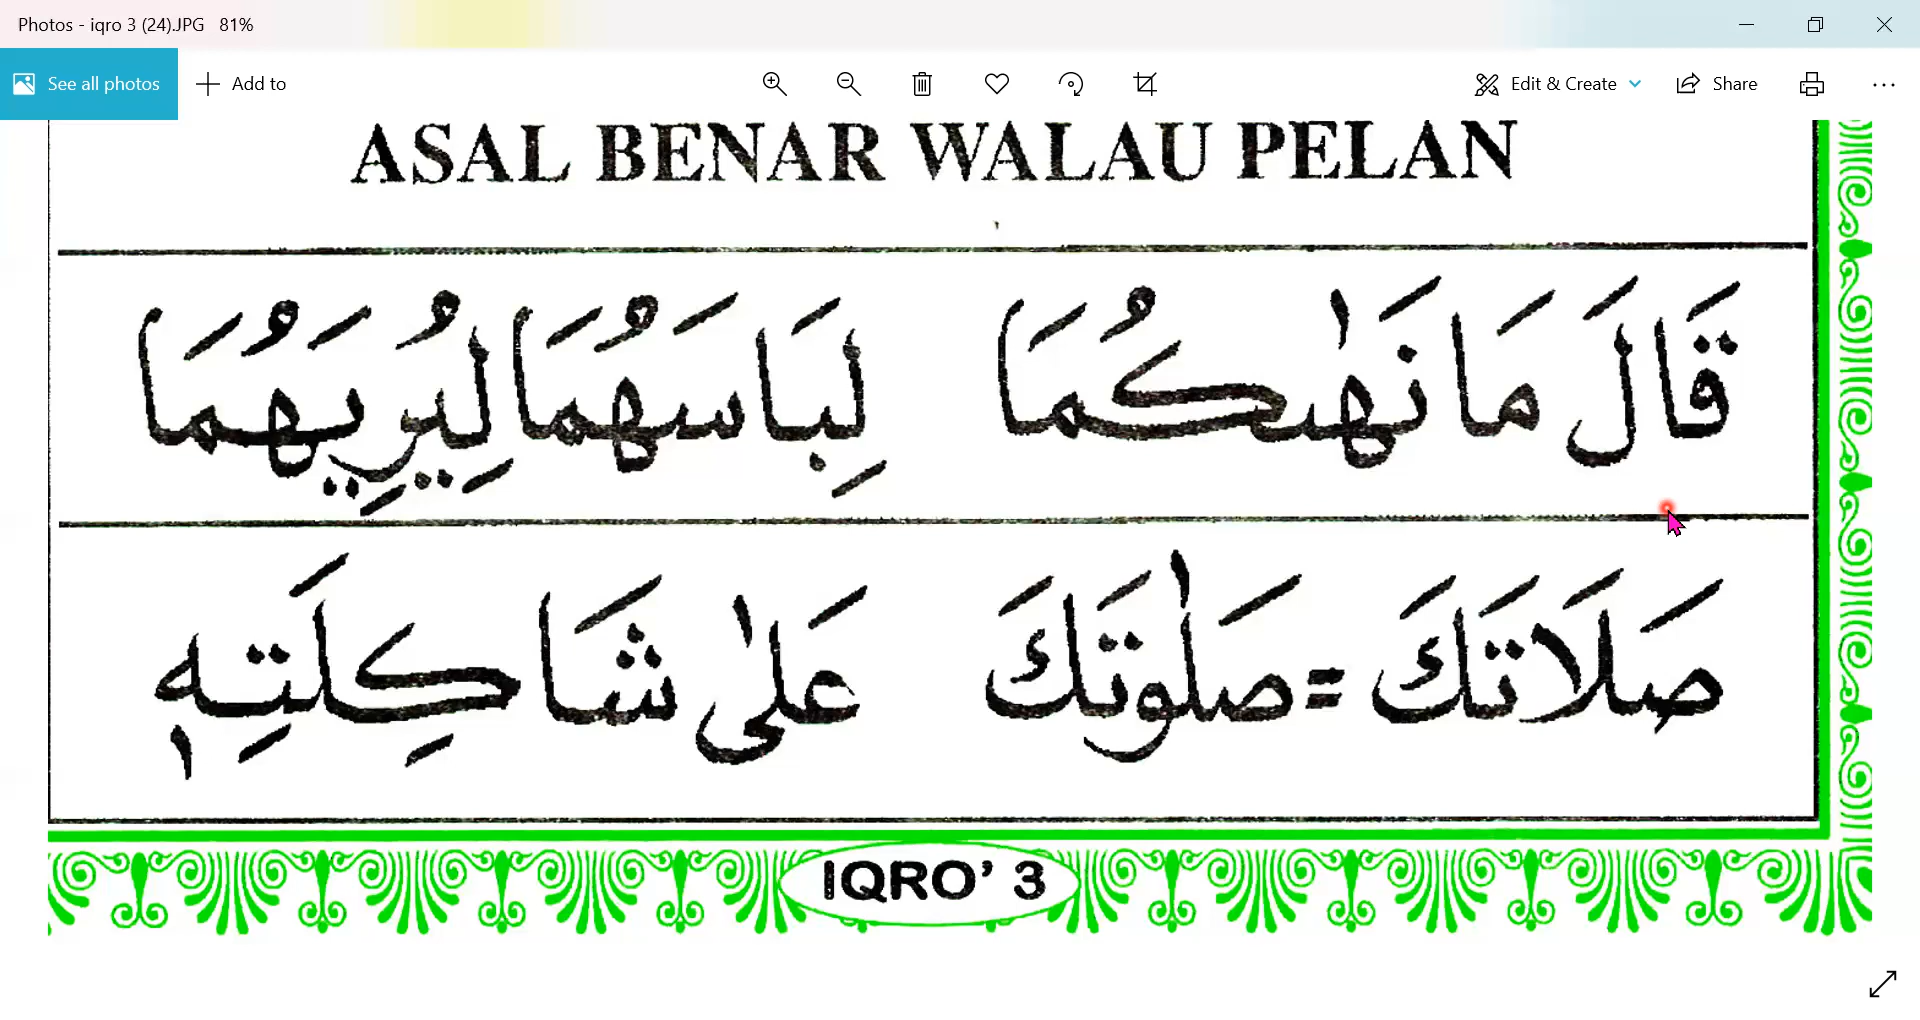 Photos - iqro 3 (24).JPG 81%
See all photos
Add to
Edit & Create
Share
ASAL BENAR WALAU PELAN
قَالَ مَا نَهٰىكُمَا لِبَاسَهُمَا لِيُرِيَهُمَا
صَلَاتَكَ = صَلٰوتَكَ عَلٰى شَاكِلَتِهٖ
IQRO’ 3